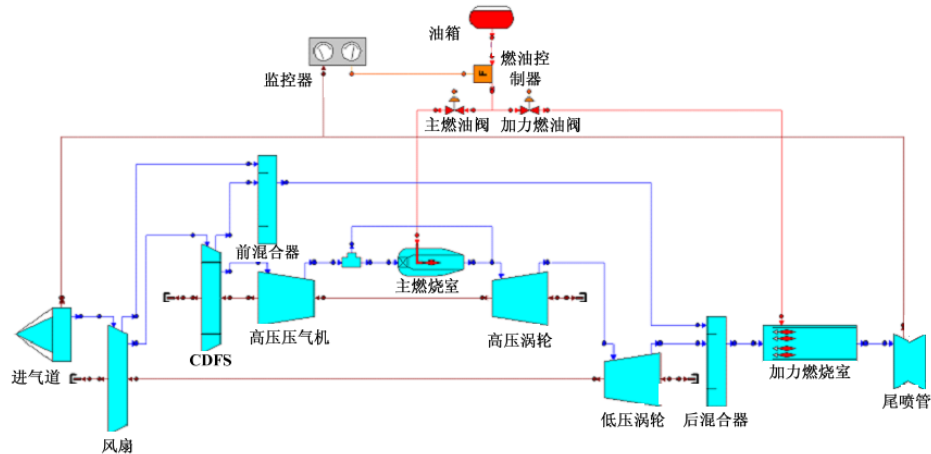 油箱
监控器
燃油控
制器
主燃油阀
加力燃油阀
前混合器
主燃烧室
高压压气机
高压涡轮
CDFS
进气道
加力燃烧室
尾喷管
低压涡轮
后混合器
风扇